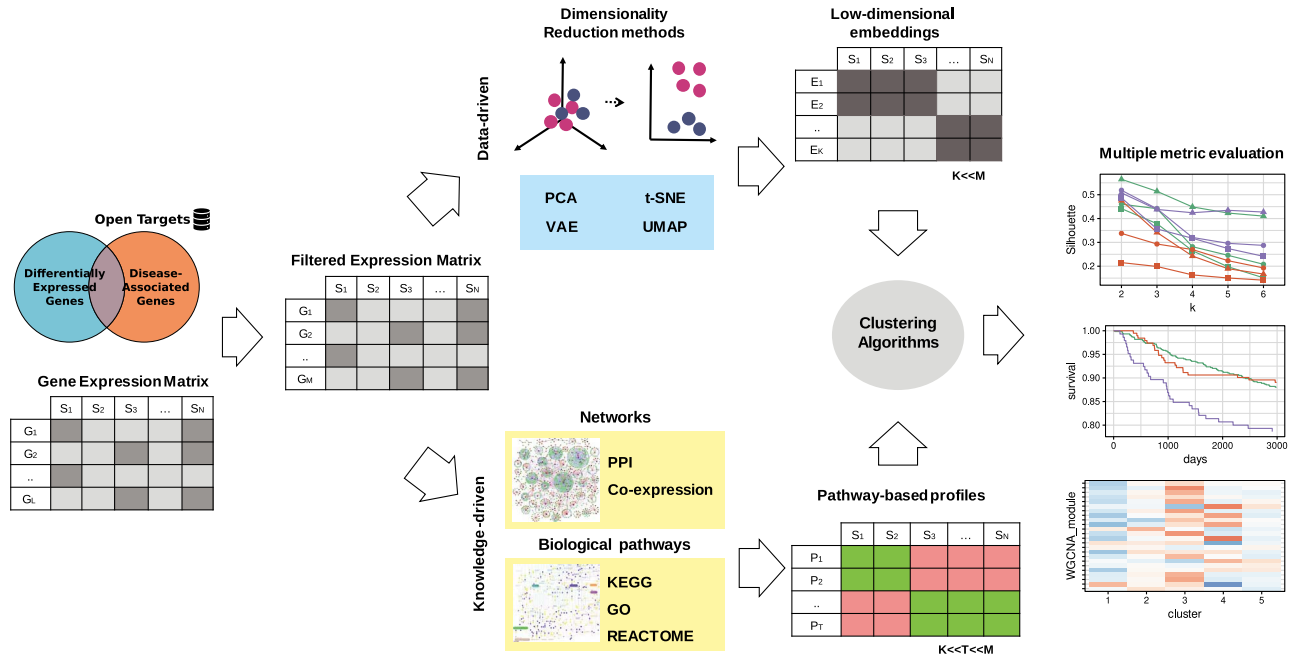 Open Targets
Differentially
Expressed
Genes
Disease-
Associated
Genes
Gene Expression Matrix
S1 S2 S3 ... SN
G1
G2
..
GL
Filtered Expression Matrix
S1 S2 S3 ... SN
G1
G2
..
GM
Data-driven
Dimensionality
Reduction methods
PCA t-SNE
VAE UMAP
Low-dimensional
embeddings
S1 S2 S3 ... SN
E1
E2
..
EK
K<<M
Knowledge-driven
Networks
PPI
Co-expression
Biological pathways
KEGG
GO
REACTOME
Clustering
Algorithms
Pathway-based profiles
S1 S2 S3 ... SN
P1
P2
..
PT
K<<T<<M
Multiple metric evaluation
Silhouette
0.5
0.4
0.3
0.2
2 3 4 5 6
k
survival
1.00
0.95
0.90
0.85
0.80
0 1000 2000 3000
days
WGCNA_module
1 2 3 4 5
cluster